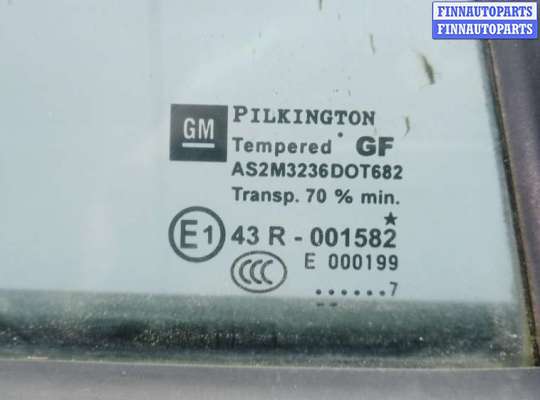 FINNAUTOPARTS
FINNAUTOPARTS
GM
PILKINGTON
Tempered GF
AS2M3236DOT682
Transp. 70 % min.
E1 43 R - 001582
CCC E 000199
......7